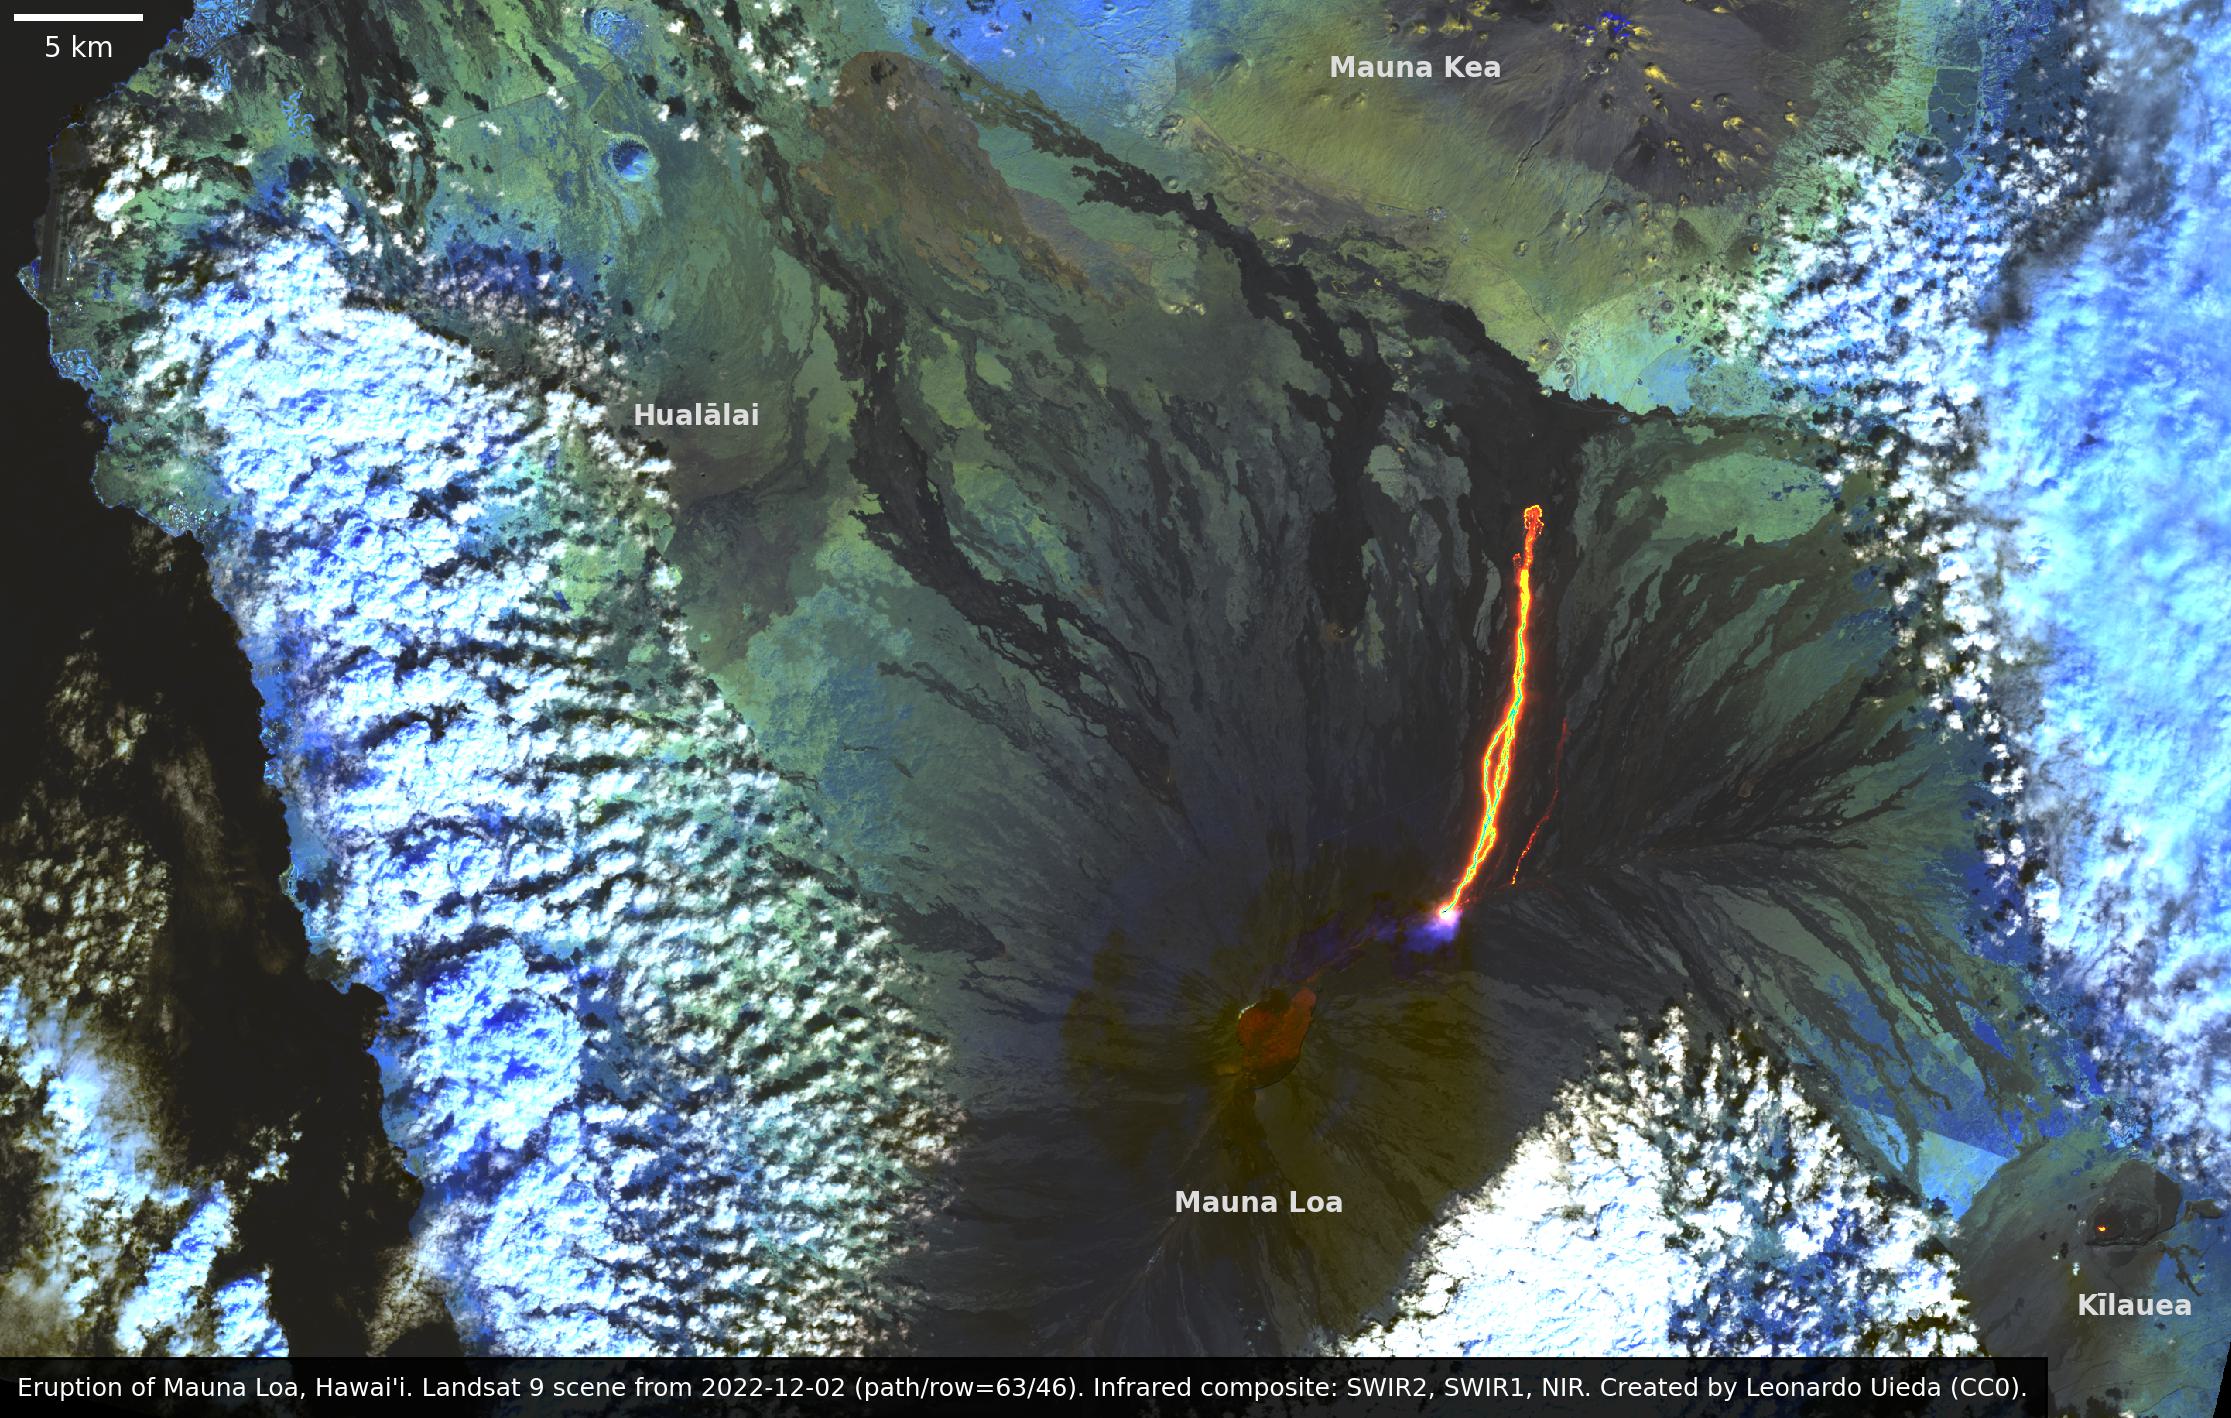 5 km
Mauna Kea
Hualālai
Mauna Loa
Kīlauea
Eruption of Mauna Loa, Hawai'i. Landsat 9 scene from 2022-12-02 (path/row=63/46). Infrared composite: SWIR2, SWIR1, NIR. Created by Leonardo Uieda (CC0).